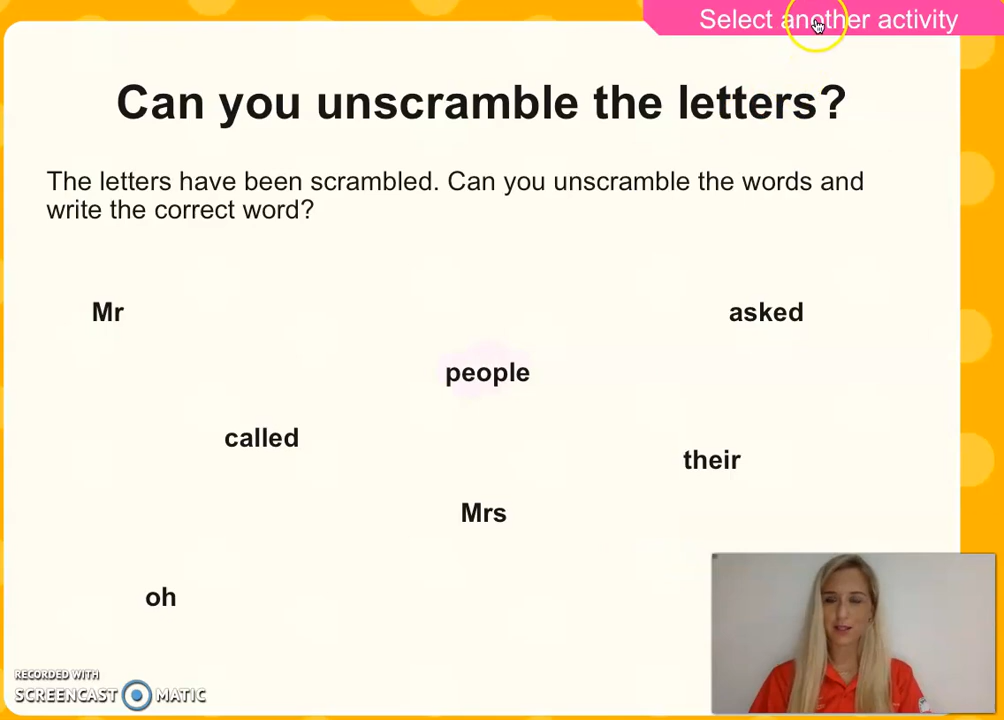 Select another activity
Can you unscramble the letters?
The letters have been scrambled. Can you unscramble the words and
write the correct word?
Mr
asked
people
called
their
Mrs
oh
RECORDED WITH
SCREENCAST MATIC